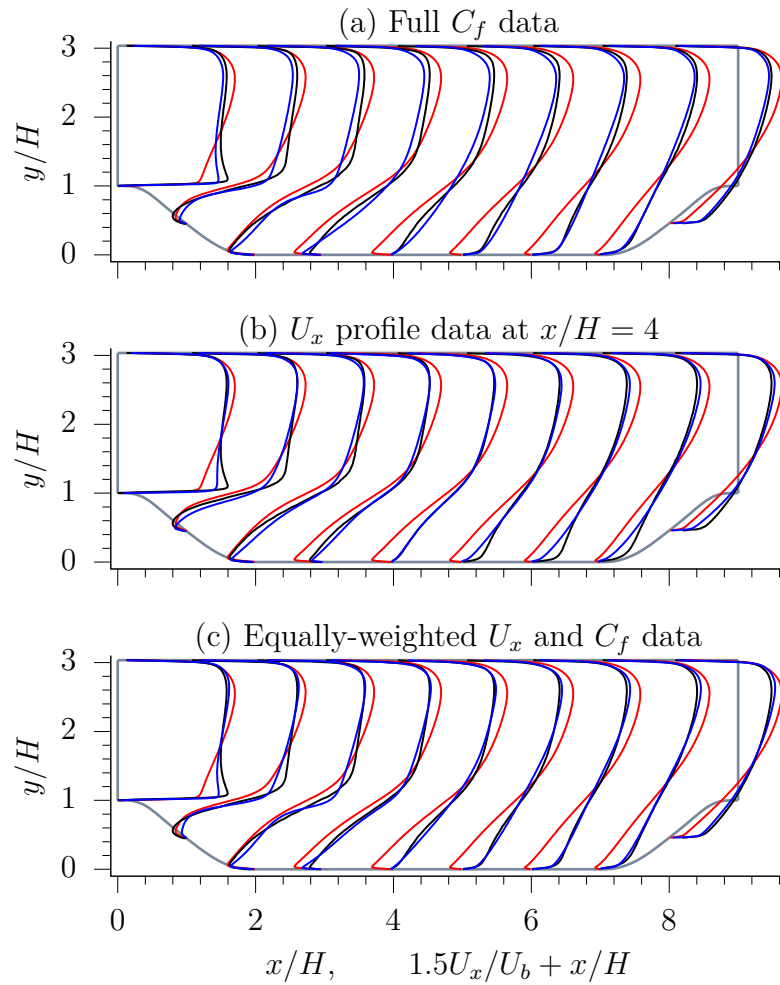 (a) Full $C_f$ data
3
2
1
0
y/H
(b) $U_x$ profile data at $x/H = 4$
3
2
1
0
y/H
(c) Equally-weighted $U_x$ and $C_f$ data
3
2
1
0
y/H
0 2 4 6 8
$x/H$, $1.5U_x/U_b + x/H$